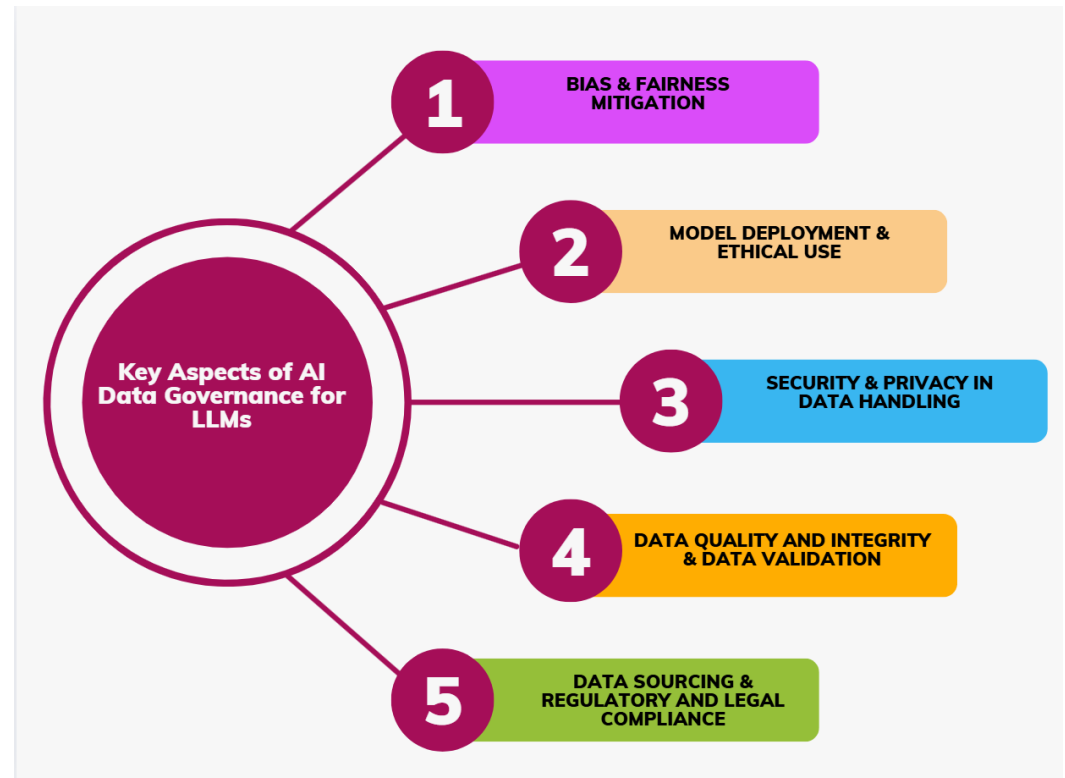 Key Aspects of AI
Data Governance for
LLMs
1
BIAS & FAIRNESS
MITIGATION
2
MODEL DEPLOYMENT &
ETHICAL USE
3
SECURITY & PRIVACY IN
DATA HANDLING
4
DATA QUALITY AND INTEGRITY
& DATA VALIDATION
5
DATA SOURCING &
REGULATORY AND LEGAL
COMPLIANCE